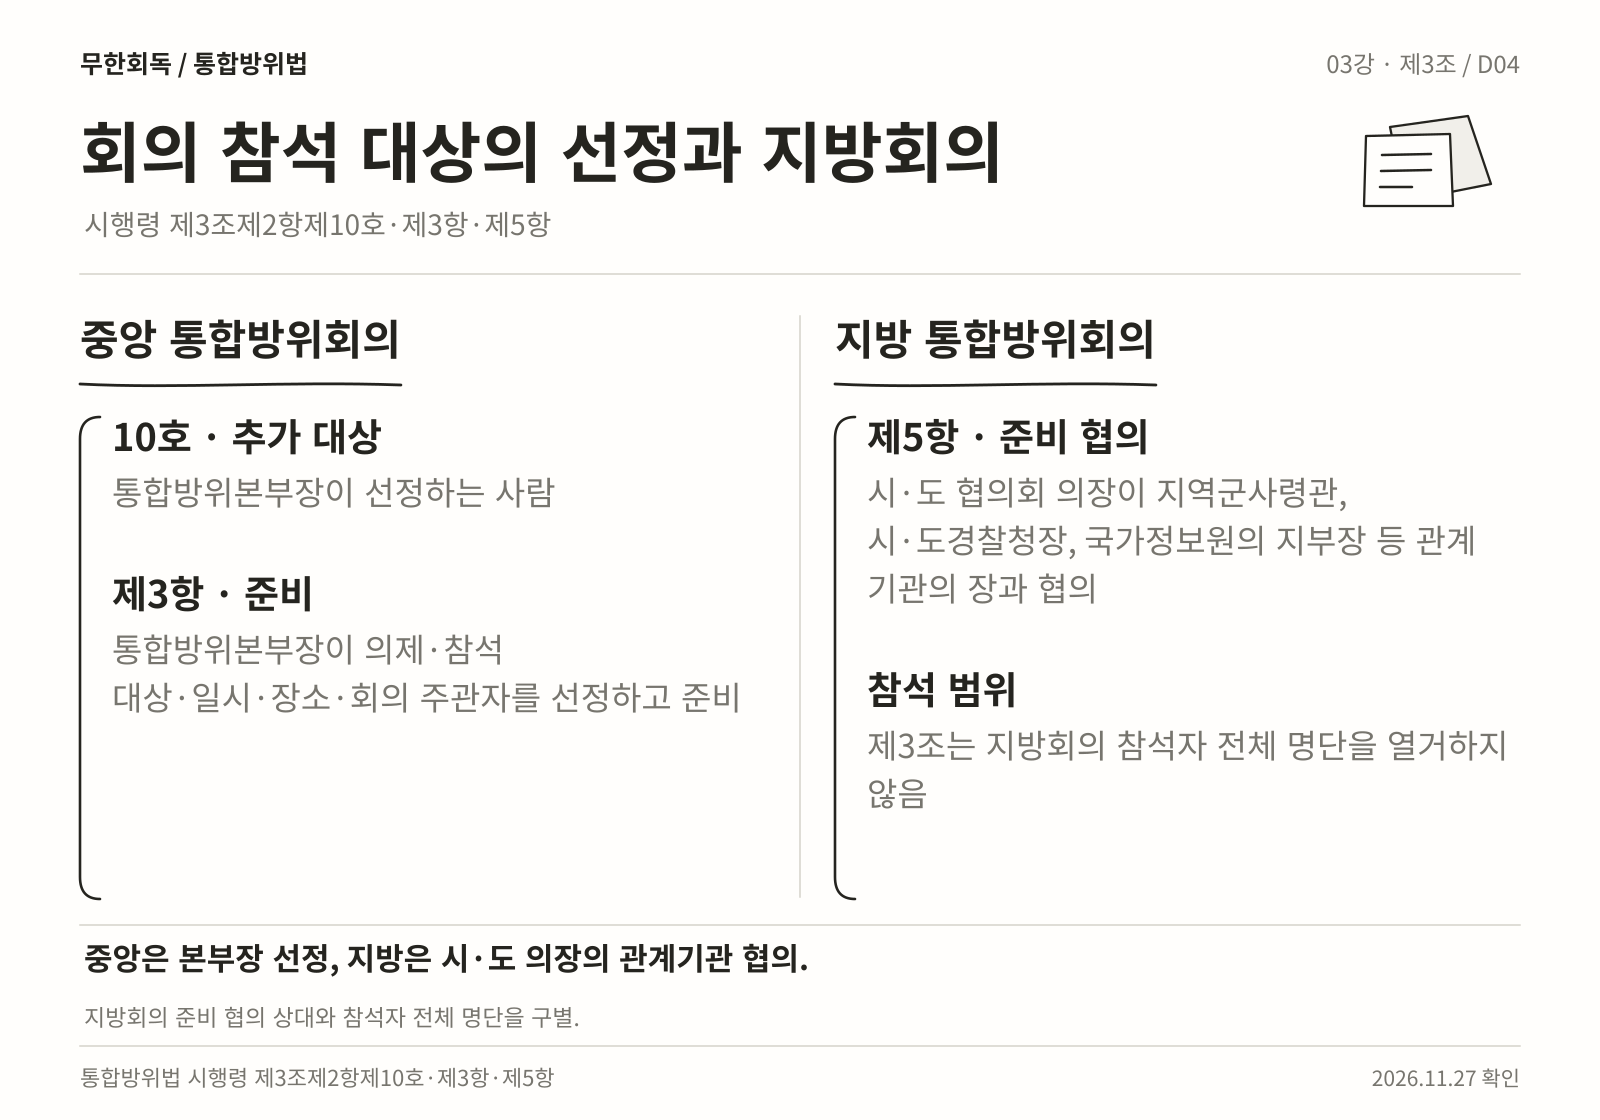 무한회독 / 통합방위법
03강 · 제3조 / D04
회의 참석 대상의 선정과 지방회의
시행령 제3조제2항제10호·제3항·제5항
중앙 통합방위회의
10호 · 추가 대상
통합방위본부장이 선정하는 사람
제3항 · 준비
통합방위본부장이 의제·참석
대상·일시·장소·회의 주관자를 선정하고 준비
지방 통합방위회의
제5항 · 준비 협의
시·도 협의회 의장이 지역군사령관,
시·도경찰청장, 국가정보원의 지부장 등 관계
기관의 장과 협의
참석 범위
제3조는 지방회의 참석자 전체 명단을 열거하지
않음
중앙은 본부장 선정, 지방은 시·도 의장의 관계기관 협의.
지방회의 준비 협의 상대와 참석자 전체 명단을 구별.
통합방위법 시행령 제3조제2항제10호·제3항·제5항
2026.11.27 확인